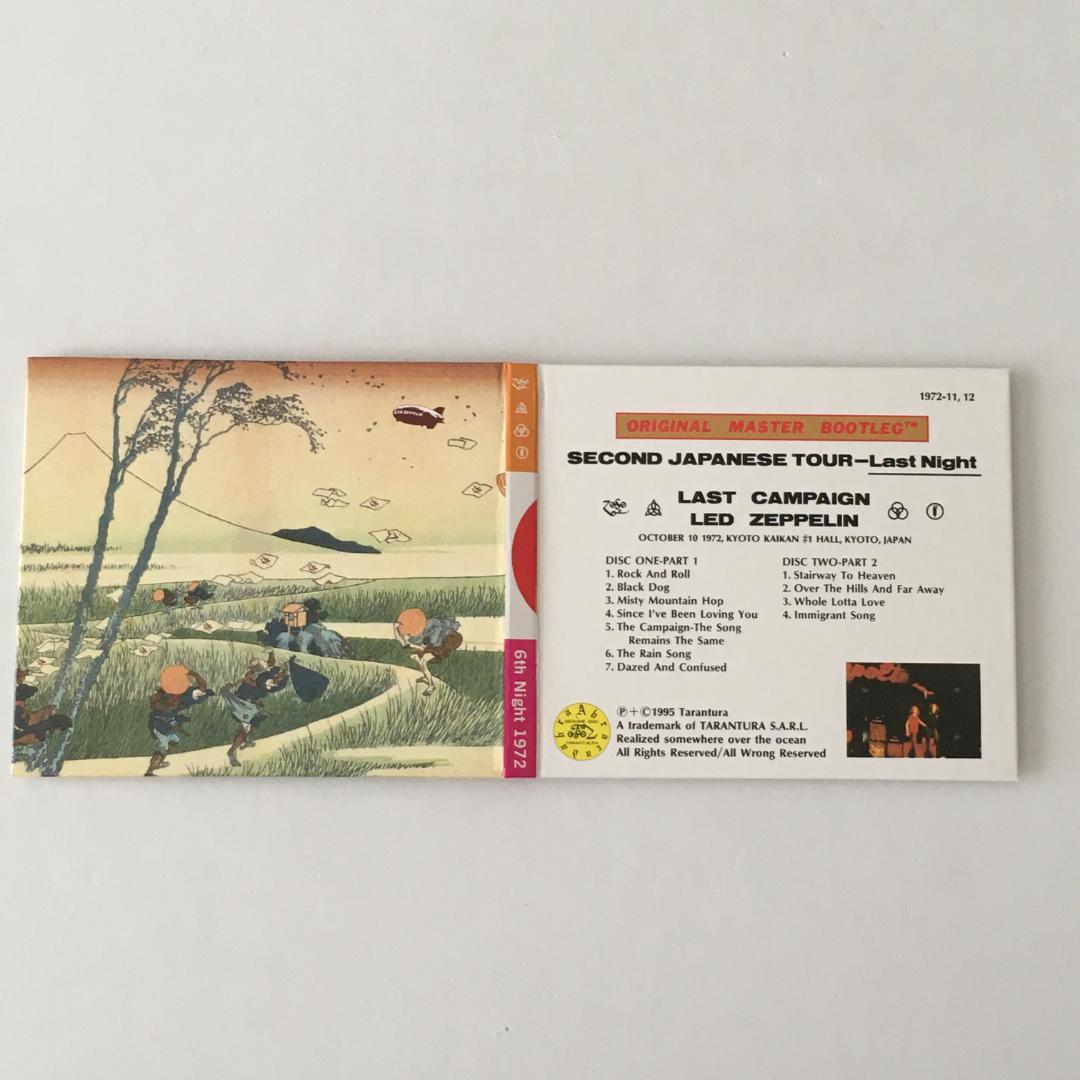 LED ZEPPELIN
6th Night 1972
1972-11, 12
ORIGINAL MASTER BOOTLEG™
SECOND JAPANESE TOUR—Last Night
LAST CAMPAIGN
LED ZEPPELIN
OCTOBER 10 1972, KYOTO KAIKAN #1 HALL, KYOTO, JAPAN
DISC ONE-PART 1
1. Rock And Roll
2. Black Dog
3. Misty Mountain Hop
4. Since I've Been Loving You
5. The Campaign-The Song
Remains The Same
6. The Rain Song
7. Dazed And Confused
DISC TWO-PART 2
1. Stairway To Heaven
2. Over The Hills And Far Away
3. Whole Lotta Love
4. Immigrant Song
GENUINE DISC
TARANTURA
Ⓟ+©1995 Tarantura
A trademark of TARANTURA S.A.R.L.
Realized somewhere over the ocean
All Rights Reserved/All Wrong Reserved